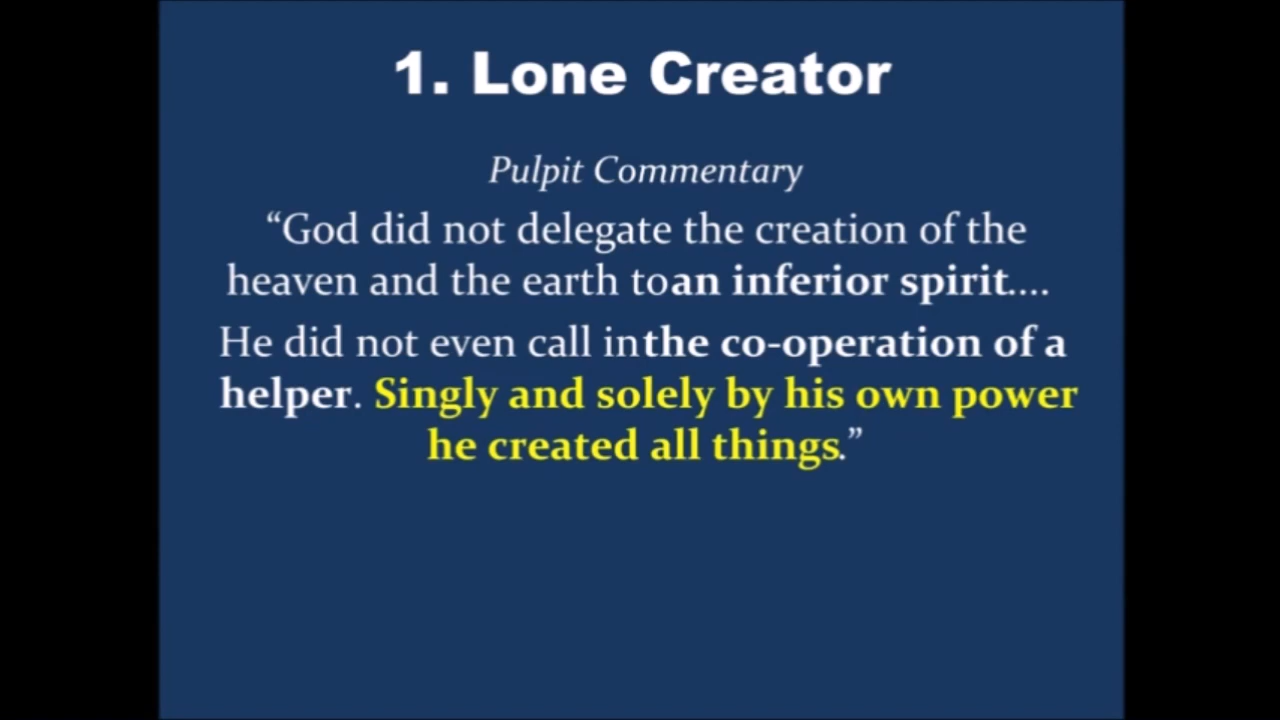 1. Lone Creator
Pulpit Commentary
“God did not delegate the creation of the
heaven and the earth toan inferior spirit....
He did not even call inthe co-operation of a
helper. Singly and solely by his own power
he created all things.”